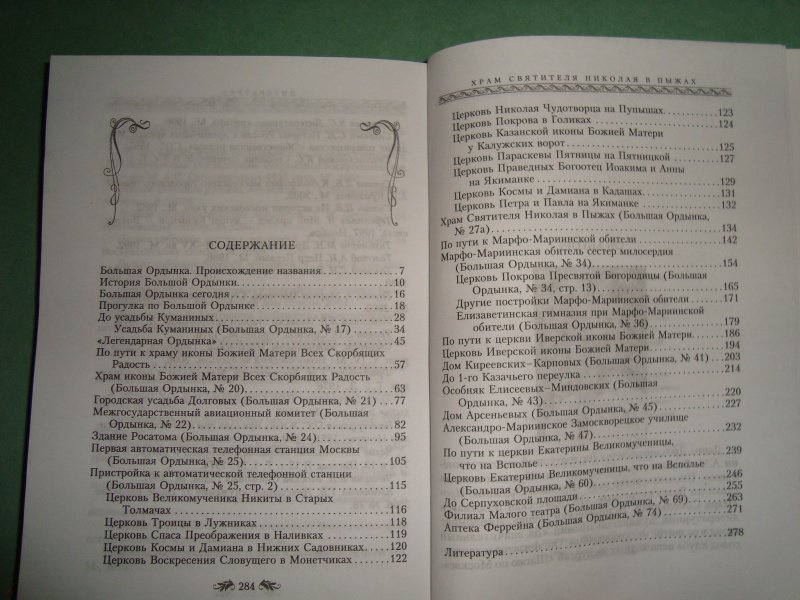 СОДЕРЖАНИЕ
Большая Ордынка. Происхождение названия . . . . . . . . . . 7
История Большой Ордынки. . . . . . . . . . . . . . . . . . . . . 10
Большая Ордынка сегодня . . . . . . . . . . . . . . . . . . . . . 16
Прогулка по Большой Ордынке . . . . . . . . . . . . . . . . . . 18
До усадьбы Куманиных . . . . . . . . . . . . . . . . . . . . . . . 28
Усадьба Куманиных (Большая Ордынка, № 17) . . . . . . . 34
«Легендарная Ордынка» . . . . . . . . . . . . . . . . . . . . . . 45
По пути к храму иконы Божией Матери Всех Скорбящих
Радость . . . . . . . . . . . . . . . . . . . . . . . . . . . . . . . . 57
Храм иконы Божией Матери Всех Скорбящих Радость
(Большая Ордынка, № 20). . . . . . . . . . . . . . . . . . . . 63
Городская усадьба Долговых (Большая Ордынка, № 21) . . . 77
Межгосударственный авиационный комитет (Большая
Ордынка, № 22) . . . . . . . . . . . . . . . . . . . . . . . . . . 82
Здание Росатома (Большая Ордынка, № 24) . . . . . . . . . . 95
Первая автоматическая телефонная станция Москвы
(Большая Ордынка, № 25) . . . . . . . . . . . . . . . . . . . 105
Пристройка к автоматической телефонной станции
(Большая Ордынка, № 25, стр. 2) . . . . . . . . . . . . . . 115
Церковь Великомученика Никиты в Старых
Толмачах . . . . . . . . . . . . . . . . . . . . . . . . . . . . 116
Церковь Троицы в Лужниках . . . . . . . . . . . . . . . . . 118
Церковь Спаса Преображения в Наливках . . . . . . . . . 119
Церковь Космы и Дамиана в Нижних Садовниках . . . . 120
Церковь Воскресения Словущего в Монетчиках . . . . . . 122
284
ХРАМ СВЯТИТЕЛЯ НИКОЛАЯ В ПЫЖАХ
Церковь Николая Чудотворца на Пупышах. . . . . . . . . 123
Церковь Покрова в Голиках . . . . . . . . . . . . . . . . . 124
Церковь Казанской иконы Божией Матери
у Калужских ворот . . . . . . . . . . . . . . . . . . . . . 125
Церковь Параскевы Пятницы на Пятницкой . . . . . . . 127
Церковь Праведных Богоотец Иоакима и Анны
на Якиманке . . . . . . . . . . . . . . . . . . . . . . . . . 129
Церковь Космы и Дамиана в Кадашах. . . . . . . . . . . . 131
Церковь Петра и Павла на Якиманке . . . . . . . . . . . . 132
Храм Святителя Николая в Пыжах (Большая Ордынка,
№ 27а) . . . . . . . . . . . . . . . . . . . . . . . . . . . . . 134
По пути к Марфо-Мариинской обители . . . . . . . . . . . 142
Марфо-Мариинская обитель сестер милосердия
(Большая Ордынка, № 34) . . . . . . . . . . . . . . . . . . 154
Церковь Покрова Пресвятой Богородицы (Большая
Ордынка, № 34, стр. 13) . . . . . . . . . . . . . . . . . . 165
Другие постройки Марфо-Мариинской обители . . . . . 171
Елизаветинская гимназия при Марфо-Мариинской
обители (Большая Ордынка, № 36) . . . . . . . . . . . . . 179
По пути к церкви Иверской иконы Божией Матери. . . . . 186
Церковь Иверской иконы Божией Матери. . . . . . . . . . . 194
Дом Киреевских–Карповых (Большая Ордынка, № 41) . . 203
До 1-го Казачьего переулка . . . . . . . . . . . . . . . . . . . 214
Особняк Елисеевых–Миндовских (Большая
Ордынка, № 43) . . . . . . . . . . . . . . . . . . . . . . . . 220
Дом Арсеньевых (Большая Ордынка, № 45) . . . . . . . . . 227
Александро-Мариинское Замоскворецкое училище
(Большая Ордынка, № 47) . . . . . . . . . . . . . . . . . . 232
По пути к церкви Екатерины Великомученицы,
что на Всполье . . . . . . . . . . . . . . . . . . . . . . . . . 239
Церковь Екатерины Великомученицы, что на Всполье
(Большая Ордынка, № 60) . . . . . . . . . . . . . . . . . . 246
До Серпуховской площади . . . . . . . . . . . . . . . . . . . 255
Филиал Малого театра (Большая Ордынка, № 69) . . . . . 263
Аптека Феррейна (Большая Ордынка, № 74) . . . . . . . . . 271
Литература . . . . . . . . . . . . . . . . . . . . . . . . . . . . 278